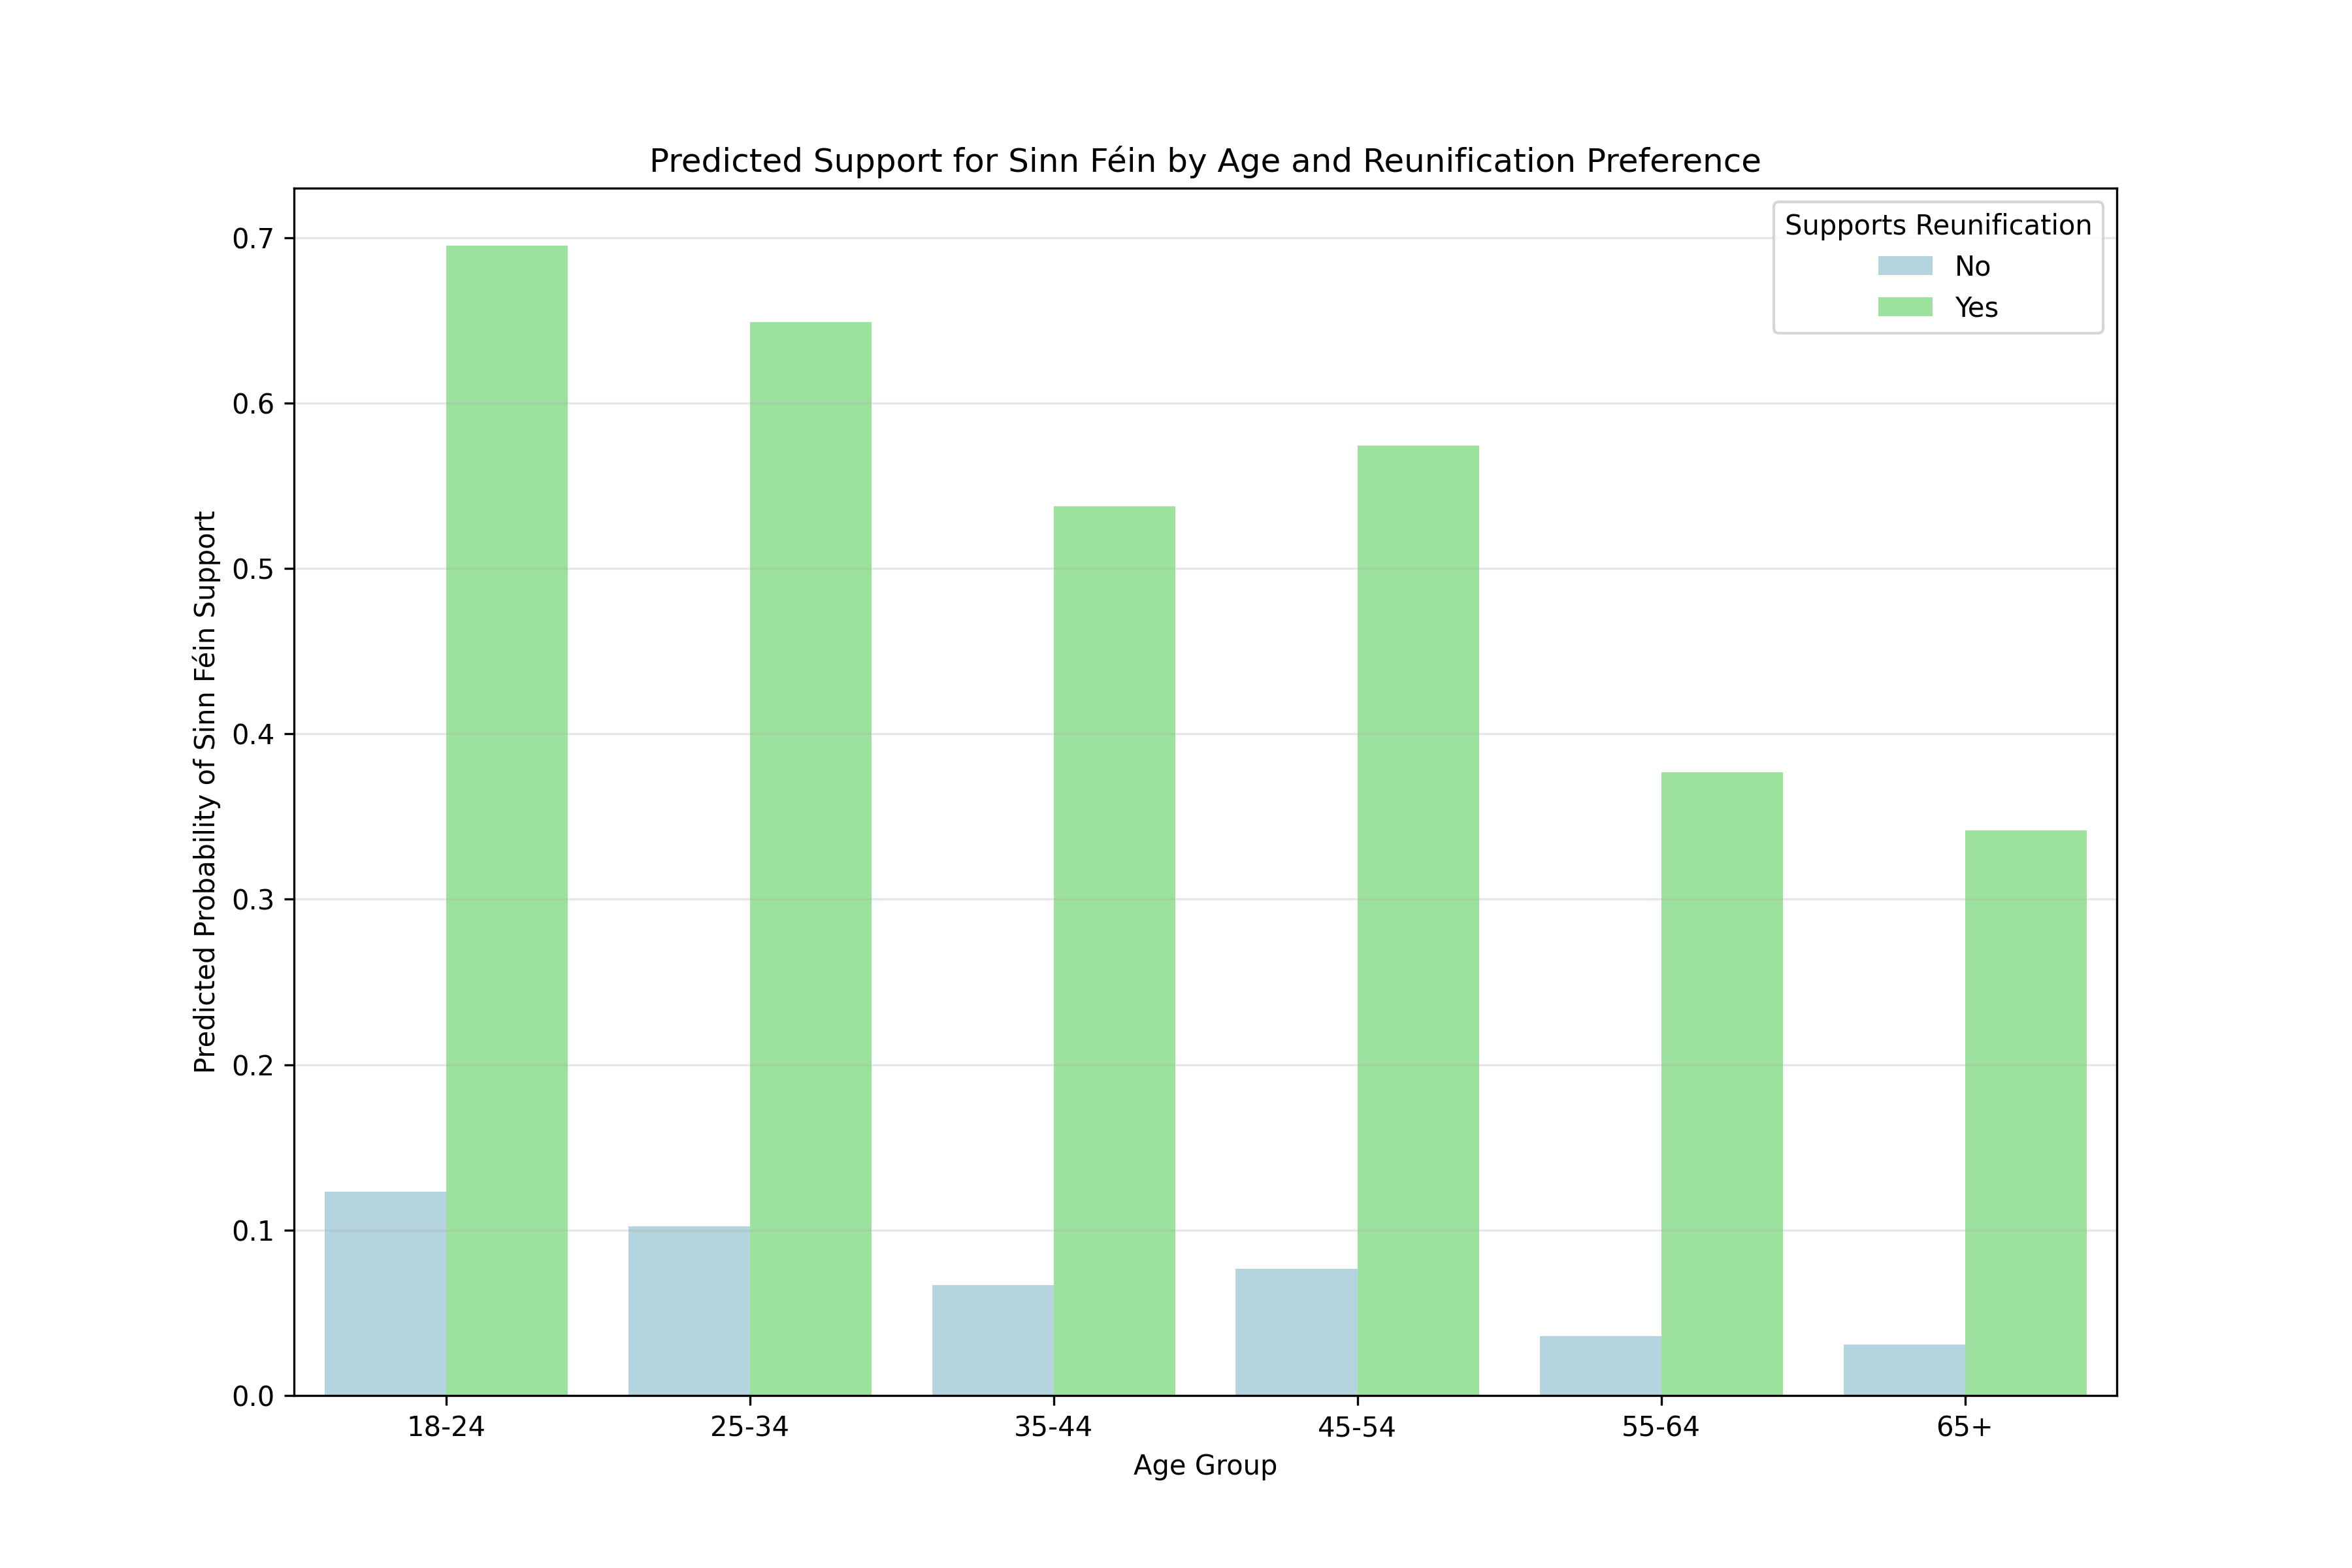 Predicted Support for Sinn Féin by Age and Reunification Preference
Supports Reunification
No
Yes
Predicted Probability of Sinn Féin Support
0.7
0.6
0.5
0.4
0.3
0.2
0.1
0.0
18-24
25-34
35-44
45-54
55-64
65+
Age Group